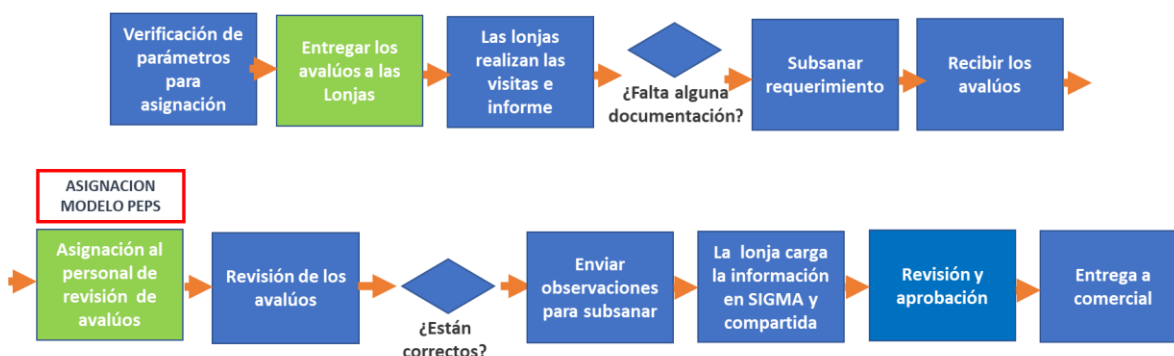 Verificación de
parámetros
para
asignación
Entregar los
avalúos a las
Lonjas
Las lonjas
realizan las
visitas e
informe
¿Falta alguna
documentación?
Subsanar
requerimiento
Recibir los
avalúos
ASIGNACION
MODELO PEPS
Asignación al
personal de
revisión de
avalúos
Revisión de los
avalúos
¿Están
correctos?
Enviar
observaciones
para subsanar
La lonja carga
la información
en SIGMA y
compartida
Revisión y
aprobación
Entrega a
comercial